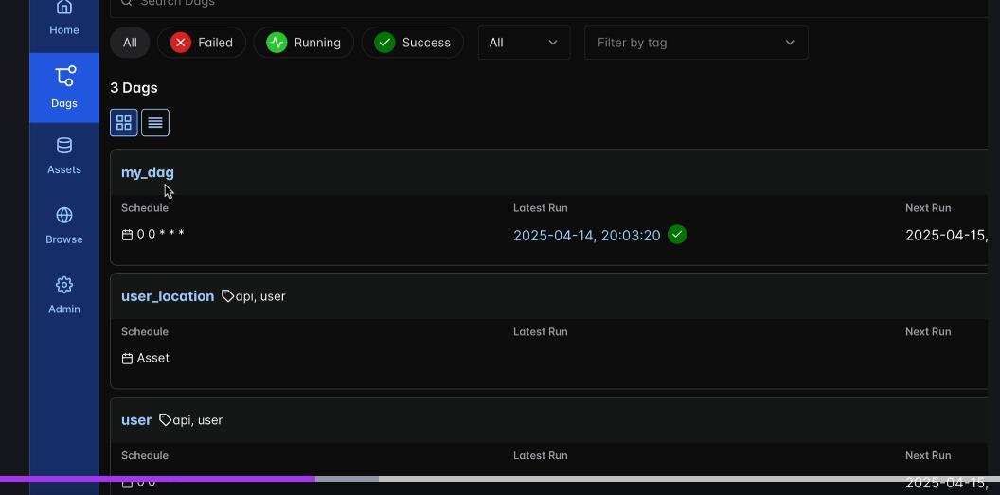 Search Dags
Home
All Failed Running Success All Filter by tag
Dags
3 Dags
Assets
my_dag
Schedule Latest Run Next Run
0 0 * * * 2025-04-14, 20:03:20 2025-04-15,
Browse
user_location api, user
Admin
Schedule Latest Run Next Run
Asset
user api, user
Schedule Latest Run Next Run
0 0 * * * 2025-04-15,